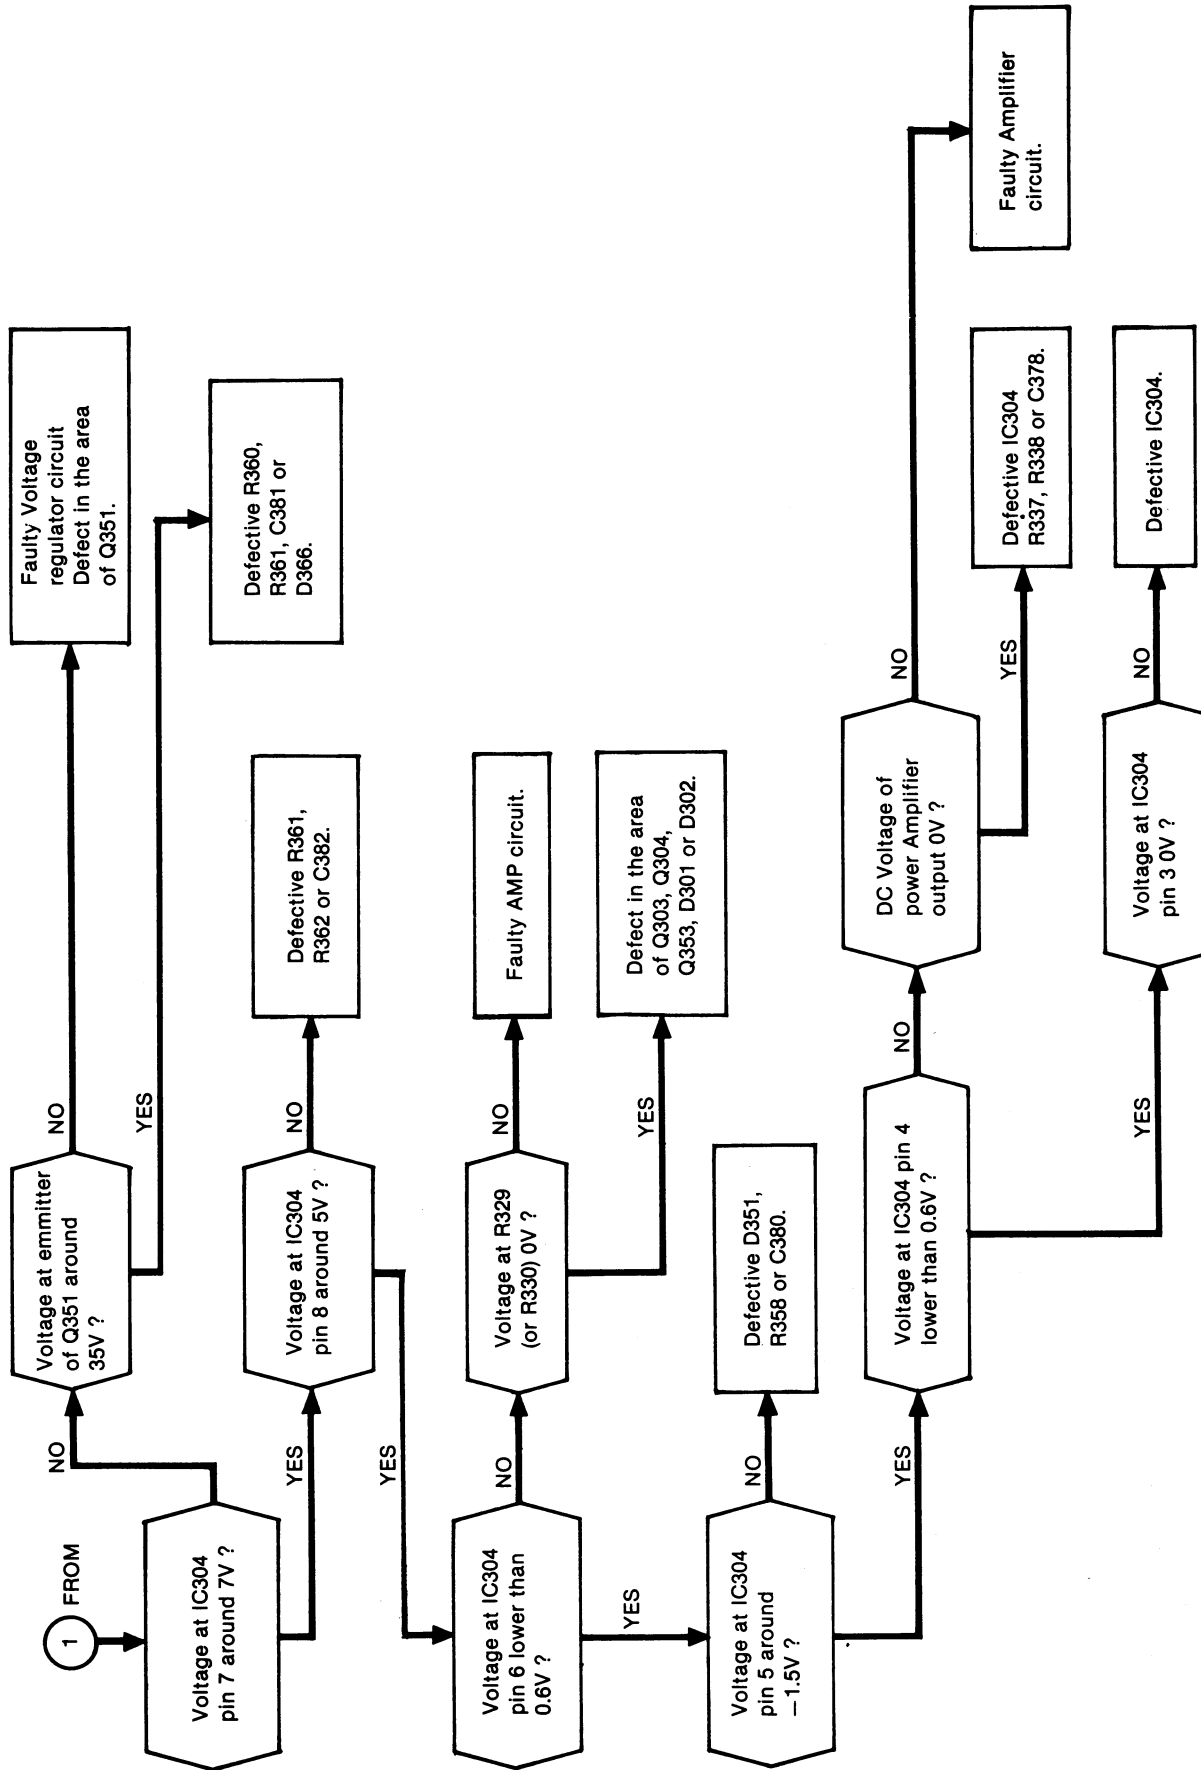 1
FROM
Voltage at IC304
pin 7 around 7V ?
NO
YES
Voltage at emmitter
of Q351 around
35V ?
NO
YES
Faulty Voltage
regulator circuit
Defect in the area
of Q351.
Defective R360,
R361, C381 or
D366.
Voltage at IC304
pin 8 around 5V ?
NO
YES
Defective R361,
R362 or C382.
Voltage at IC304
pin 6 lower than
0.6V ?
NO
YES
Voltage at R329
(or R330) 0V ?
NO
YES
Faulty AMP circuit.
Defect in the area
of Q303, Q304,
Q353, D301 or D302.
Voltage at IC304
pin 5 around
−1.5V ?
NO
YES
Defective D351,
R358 or C380.
Voltage at IC304 pin 4
lower than 0.6V ?
NO
YES
DC Voltage of
power Amplifier
output 0V ?
NO
YES
Faulty Amplifier
circuit.
Defective IC304
R337, R338 or C378.
Voltage at IC304
pin 3 0V ?
NO
Defective IC304.